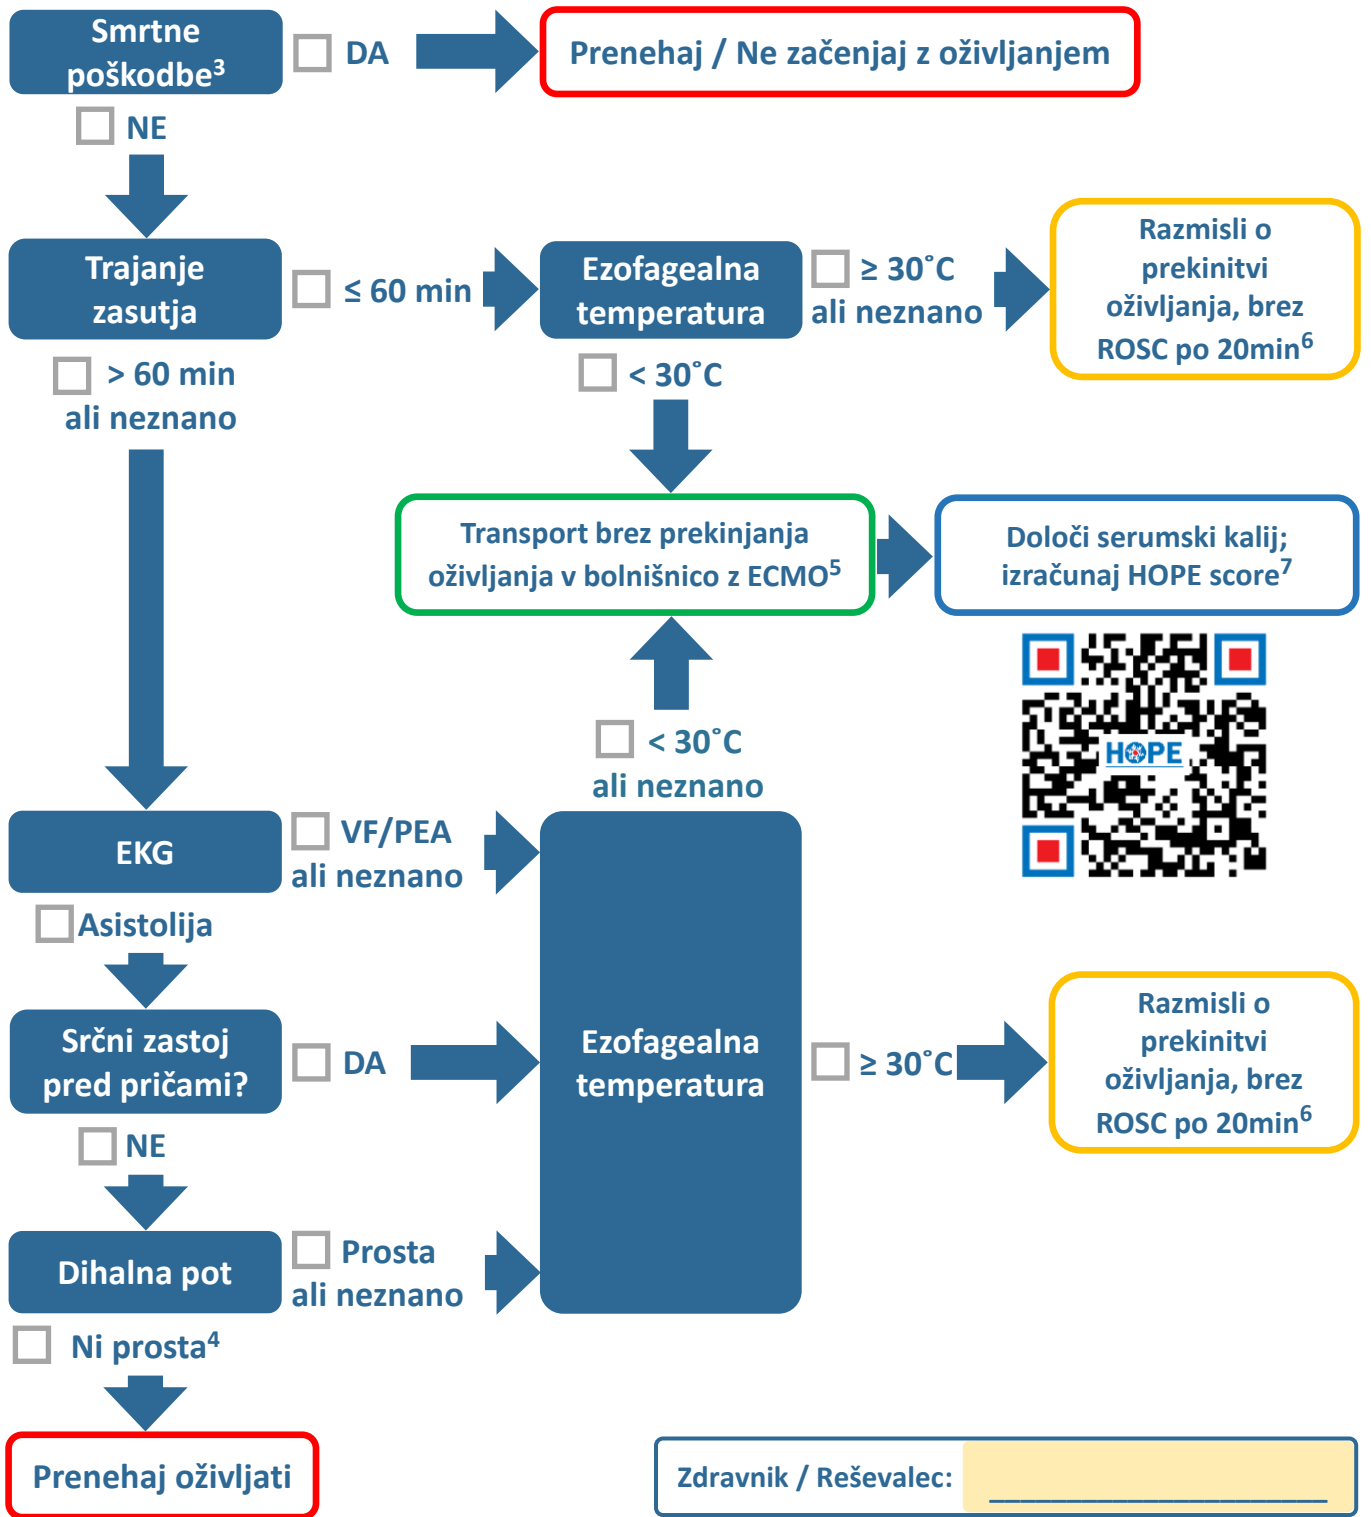 Smrtne
poškodbe³
DA
Prenehaj / Ne začenjaj z oživljanjem
NE
Trajanje
zasutja
≤ 60 min
Ezofagealna
temperatura
≥ 30˚C
ali neznano
Razmisli o
prekinitvi
oživljanja, brez
ROSC po 20min⁶
> 60 min
ali neznano
< 30˚C
Transport brez prekinjanja
oživljanja v bolnišnico z ECMO⁵
Določi serumski kalij;
izračunaj HOPE score⁷
HOPE
< 30˚C
ali neznano
EKG
VF/PEA
ali neznano
Asistolija
Srčni zastoj
pred pričami?
DA
Ezofagealna
temperatura
≥ 30˚C
Razmisli o
prekinitvi
oživljanja, brez
ROSC po 20min⁶
NE
Dihalna pot
Prosta
ali neznano
Ni prosta⁴
Prenehaj oživljati
Zdravnik / Reševalec: ______________________